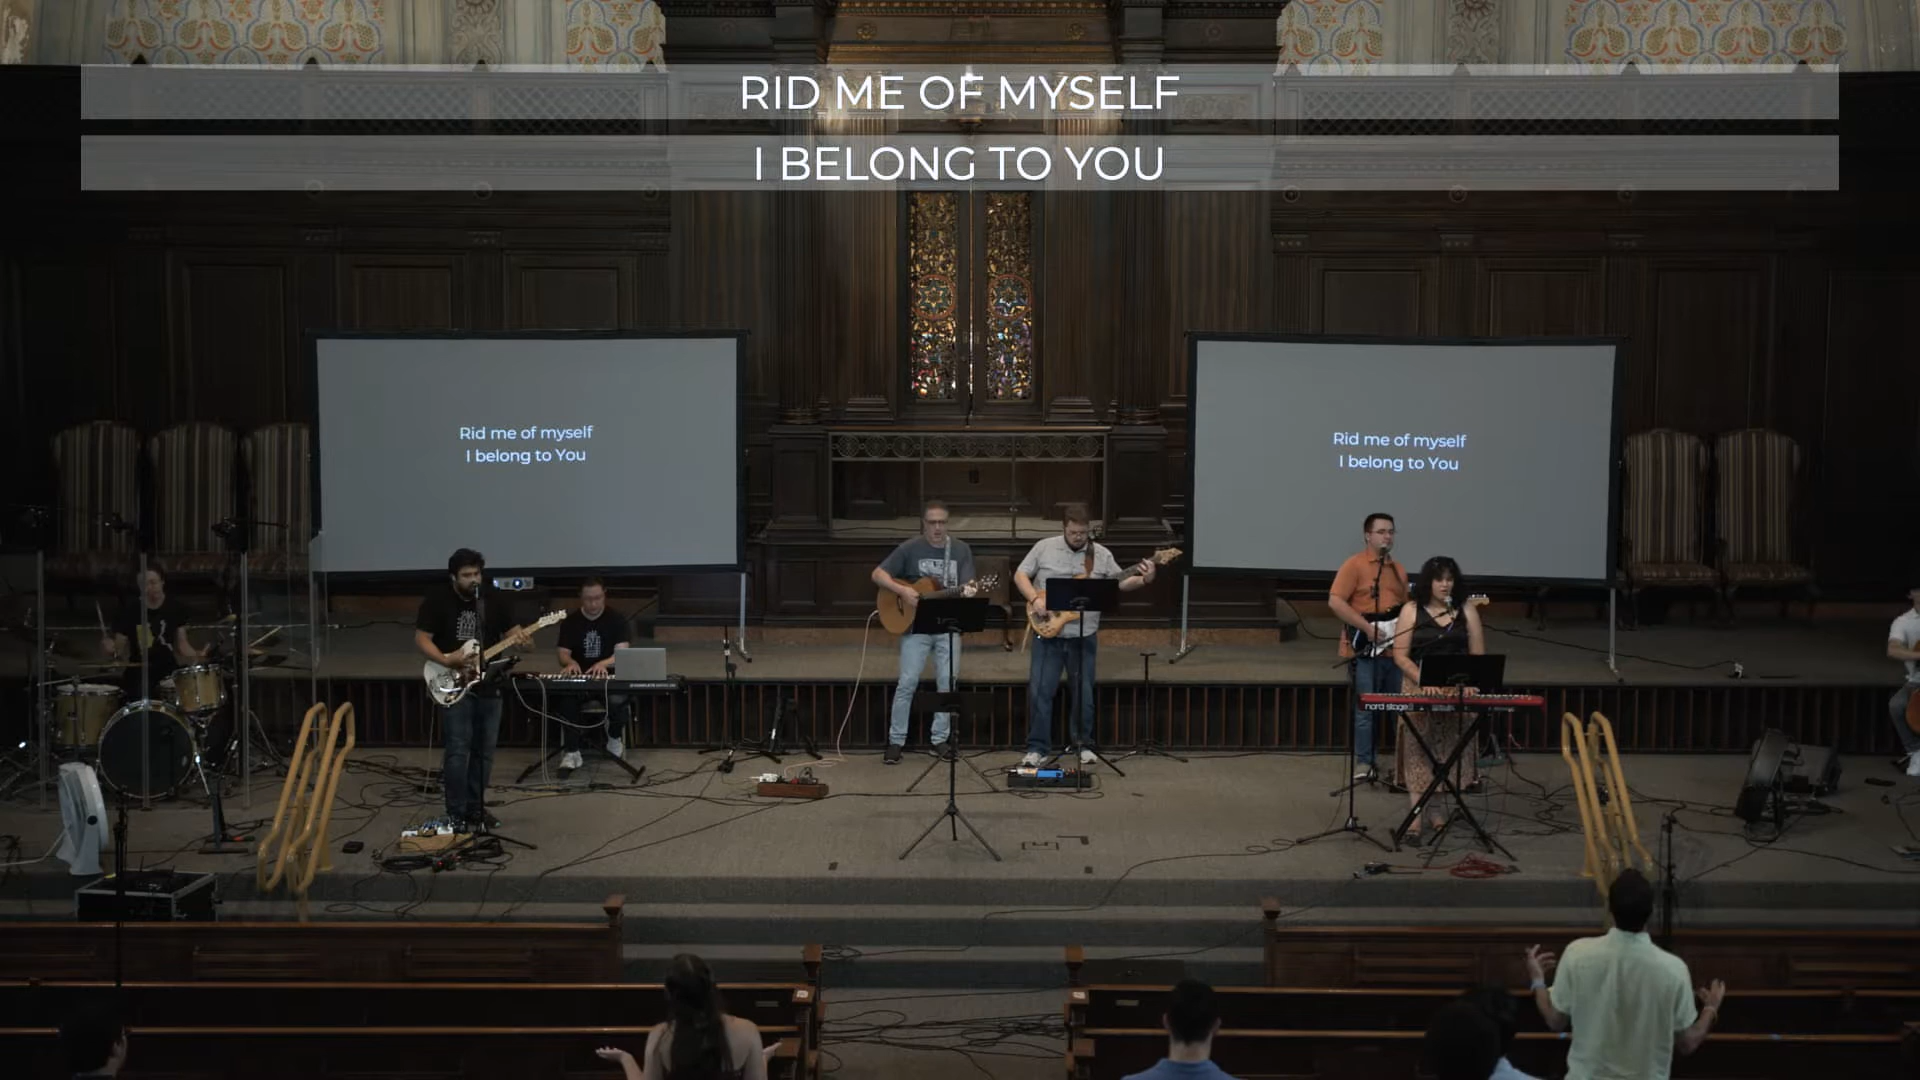 RID ME OF MYSELF
I BELONG TO YOU
Rid me of myself
I belong to You
Rid me of myself
I belong to You
nord stage